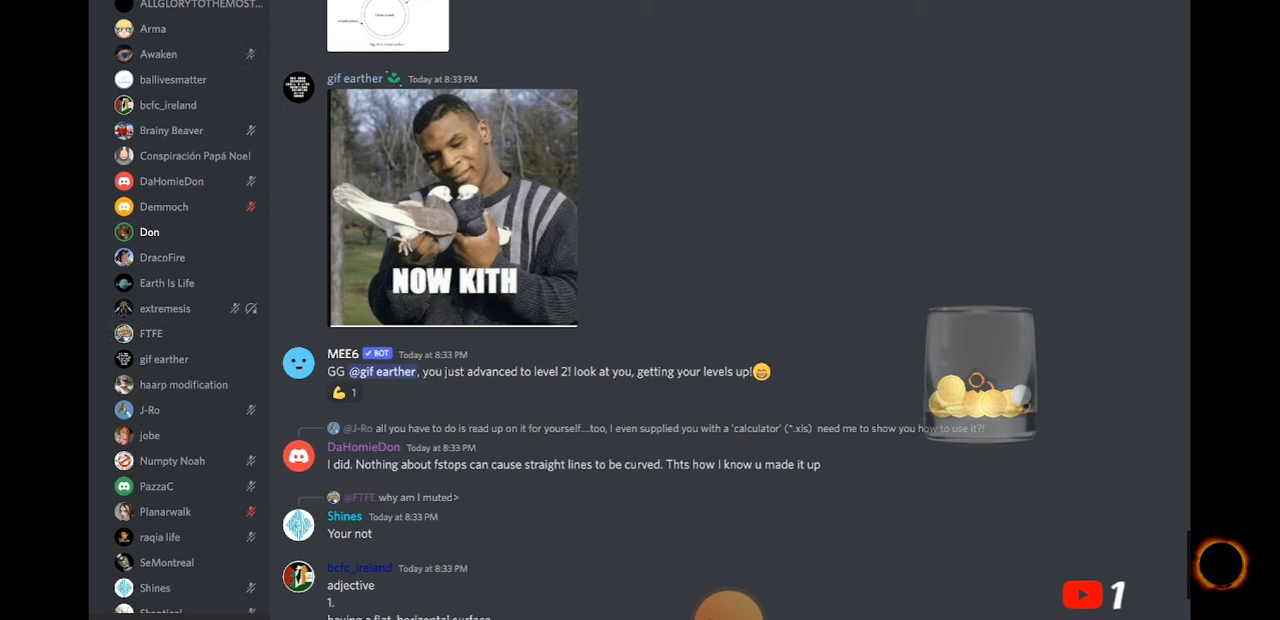 ALLGLORYTOTHEMOST...
Arma
Awaken
ballivesmatter
bcfc_ireland
Brainy Beaver
Conspiración Papá Noel
DaHomieDon
Demmoch
Don
DracoFire
Earth Is Life
extremesis
FTFE
gif earther
haarp modification
J-Ro
jobe
Numpty Noah
PazzaC
Planarwalk
raqia life
SeMontreal
Shines
Skeptical
gif earther Today at 8:33 PM
NOW KITH
MEE6 ✓ BOT Today at 8:33 PM
GG @gif earther, you just advanced to level 2! look at you, getting your levels up!😄
💪 1
@J-Ro all you have to do is read up on it for yourself....too, I even supplied you with a 'calculator' (*.xls) need me to show you how to use it?!
DaHomieDon Today at 8:33 PM
I did. Nothing about fstops can cause straight lines to be curved. Thts how I know u made it up
@FTFE why am I muted>
Shines Today at 8:33 PM
Your not
bcfc_ireland Today at 8:33 PM
adjective
1.
having a flat, horizontal surface
1